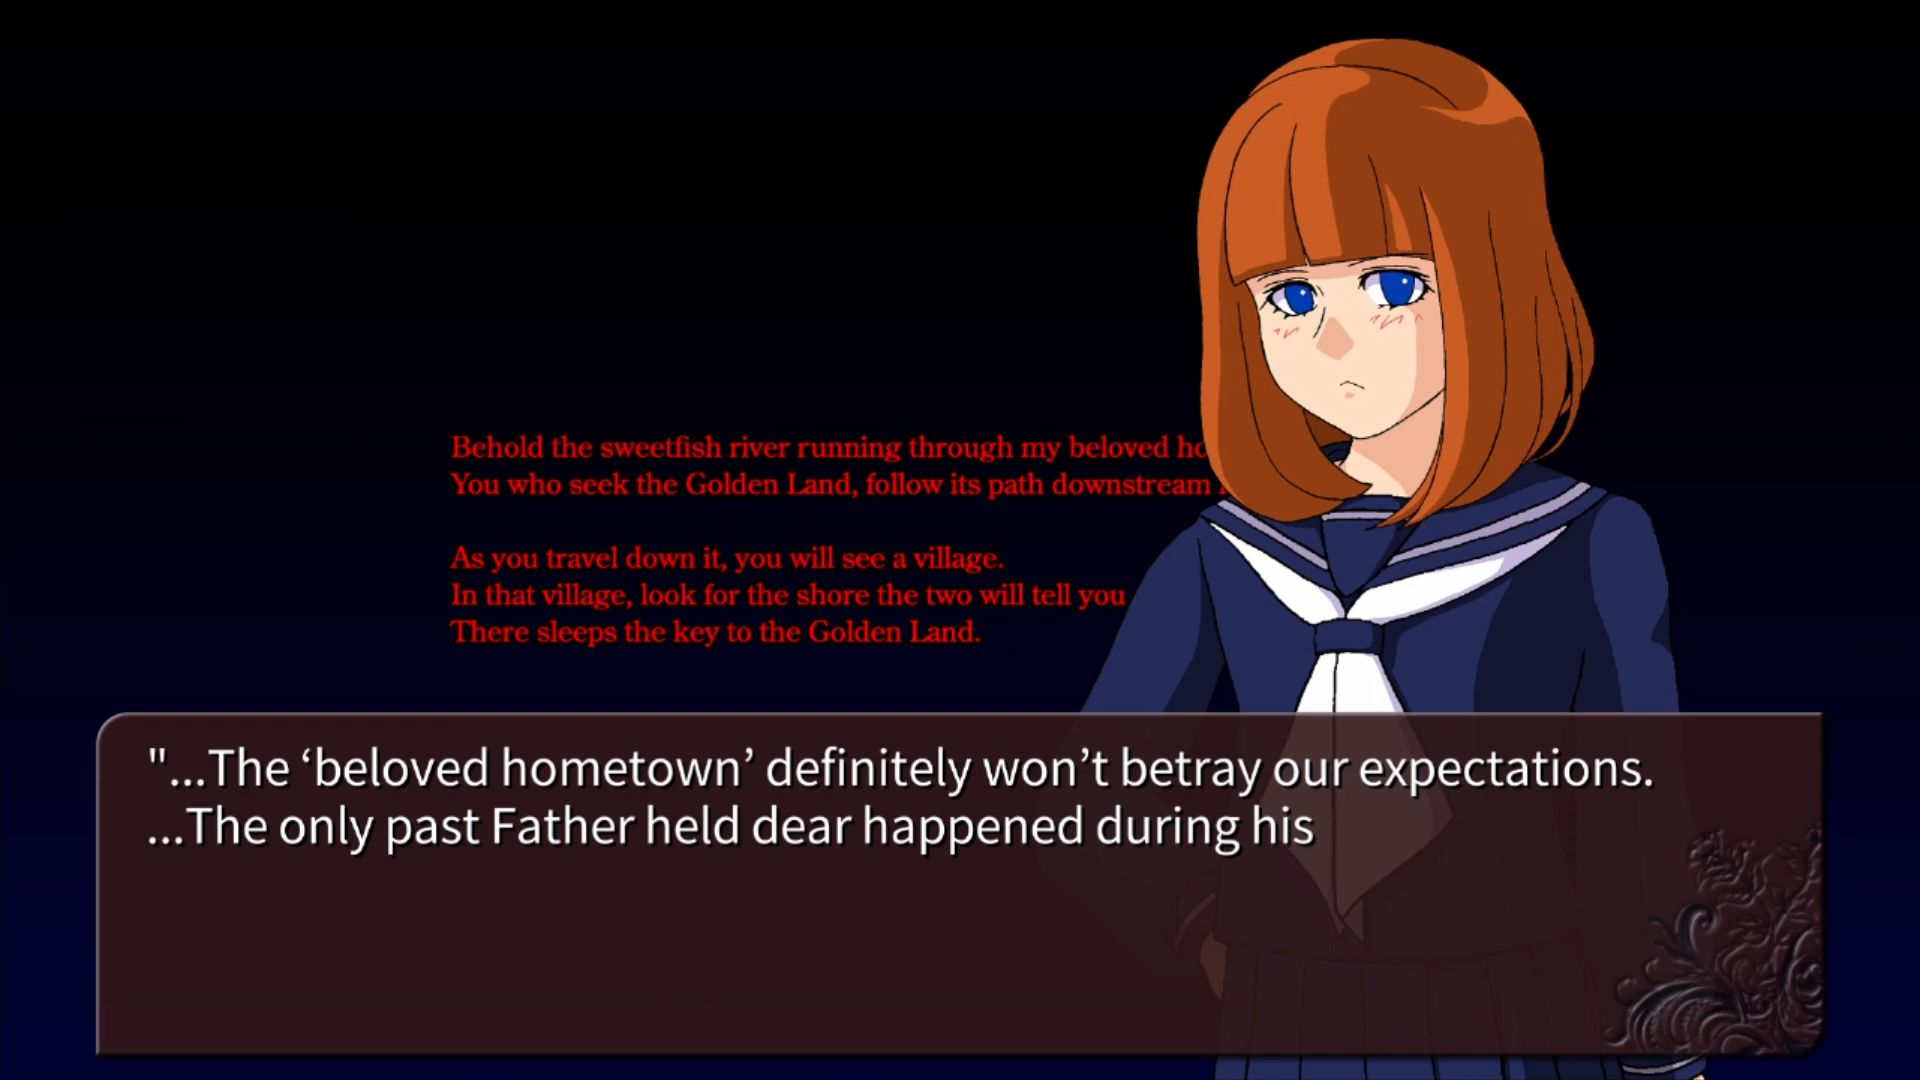 Behold the sweetfish river running through my beloved
You who seek the Golden Land, follow its path downstream
As you travel down it, you will see a village.
In that village, look for the shore the two will tell you
There sleeps the key to the Golden Land.
"...The ‘beloved hometown’ definitely won’t betray our expectations.
...The only past Father held dear happened during his